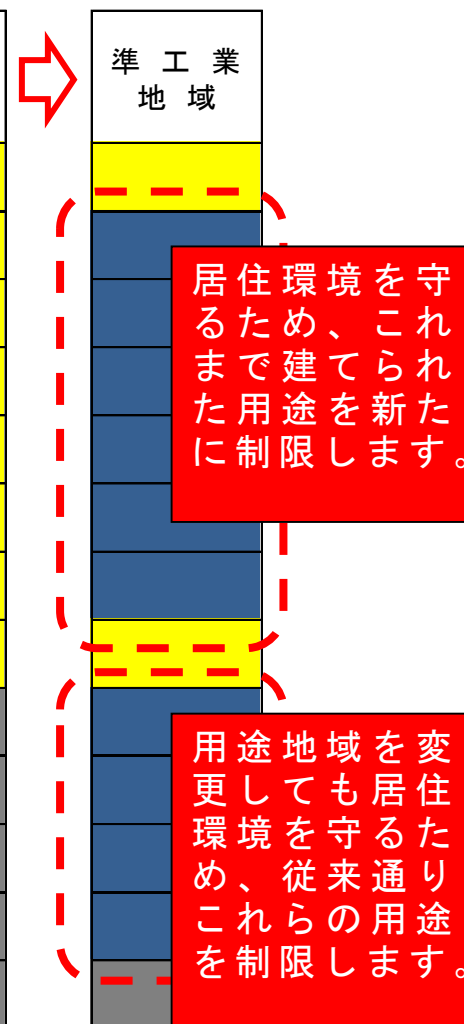 準工業
地域
居住環境を守
るため、これ
まで建てられ
た用途を新た
に制限します。
用途地域を変
更しても居住
環境を守るた
め、従来通り
これらの用途
を制限します。